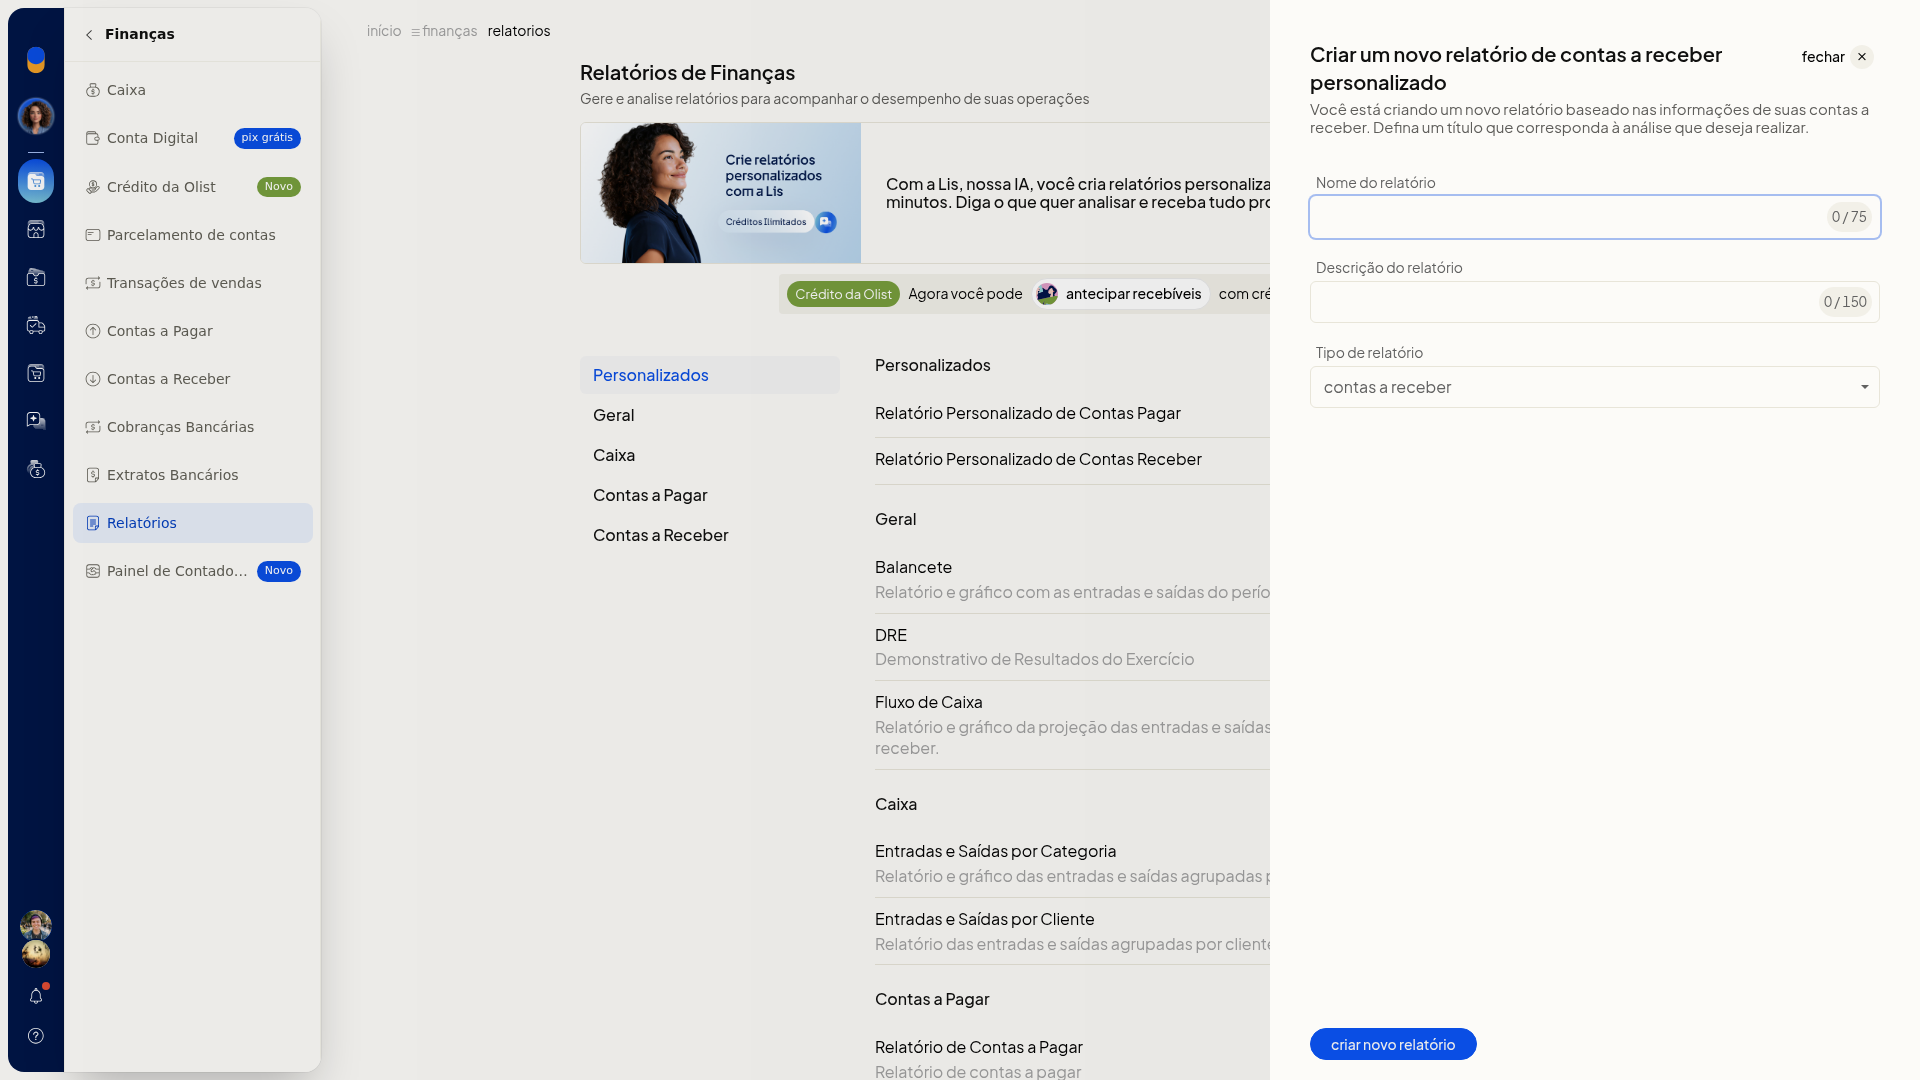 Finanças
Caixa
Conta Digital
pix grátis
Crédito da Olist
Novo
Parcelamento de contas
Transações de vendas
Contas a Pagar
Contas a Receber
Cobranças Bancárias
Extratos Bancários
Relatórios
Painel de Contado...
Novo
início
finanças
relatorios
Relatórios de Finanças
Gere e analise relatórios para acompanhar o desempenho de suas operações
Crie relatórios
personalizados
com a Lis
Créditos Ilimitados
Com a Lis, nossa IA, você cria relatórios personaliza
minutos. Diga o que quer analisar e receba tudo pro
Crédito da Olist
Agora você pode
antecipar recebíveis
com cré
Personalizados
Geral
Caixa
Contas a Pagar
Contas a Receber
Personalizados
Relatório Personalizado de Contas Pagar
Relatório Personalizado de Contas Receber
Geral
Balancete
Relatório e gráfico com as entradas e saídas do perío
DRE
Demonstrativo de Resultados do Exercício
Fluxo de Caixa
Relatório e gráfico da projeção das entradas e saídas
receber.
Caixa
Entradas e Saídas por Categoria
Relatório e gráfico das entradas e saídas agrupadas p
Entradas e Saídas por Cliente
Relatório das entradas e saídas agrupadas por cliente
Contas a Pagar
Relatório de Contas a Pagar
Relatório de contas a pagar
Criar um novo relatório de contas a receber
personalizado
fechar
Você está criando um novo relatório baseado nas informações de suas contas a
receber. Defina um título que corresponda à análise que deseja realizar.
Nome do relatório
0 / 75
Descrição do relatório
0 / 150
Tipo de relatório
contas a receber
criar novo relatório